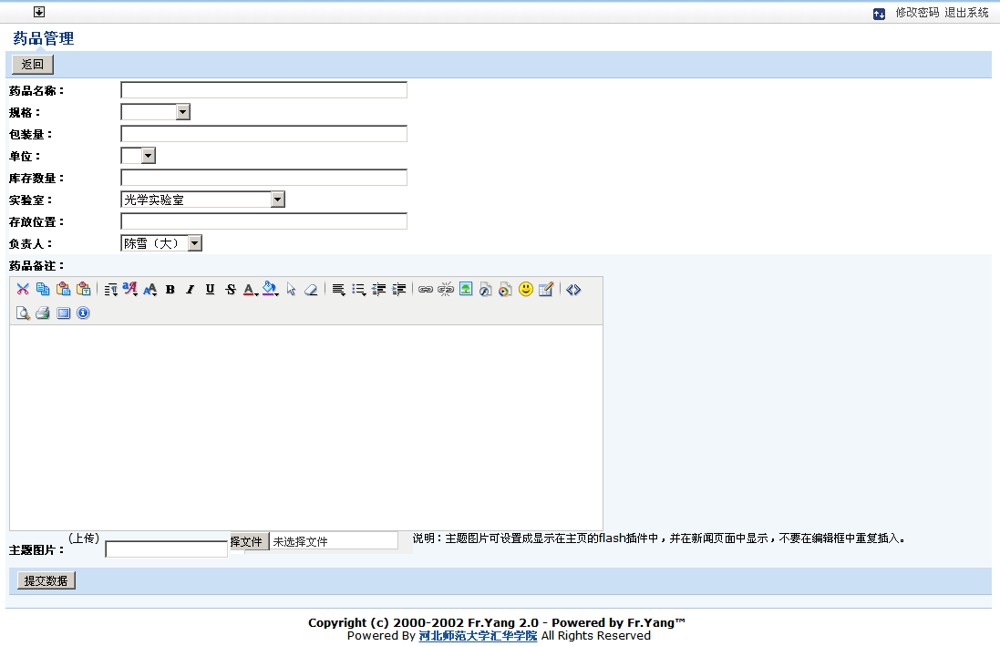 修改密码 退出系统
药品管理
返回
药品名称：
规格：
包装量：
单位：
库存数量：
实验室： 光学实验室
存放位置：
负责人： 陈雪（大）
药品备注：
主题图片： （上传） 择文件 未选择文件 说明：主题图片可设置成显示在主页的flash插件中，并在新闻页面中显示，不要在编辑框中重复插入。
提交数据
Copyright (c) 2000-2002 Fr.Yang 2.0 - Powered by Fr.Yang™
Powered By 河北师范大学汇华学院 All Rights Reserved